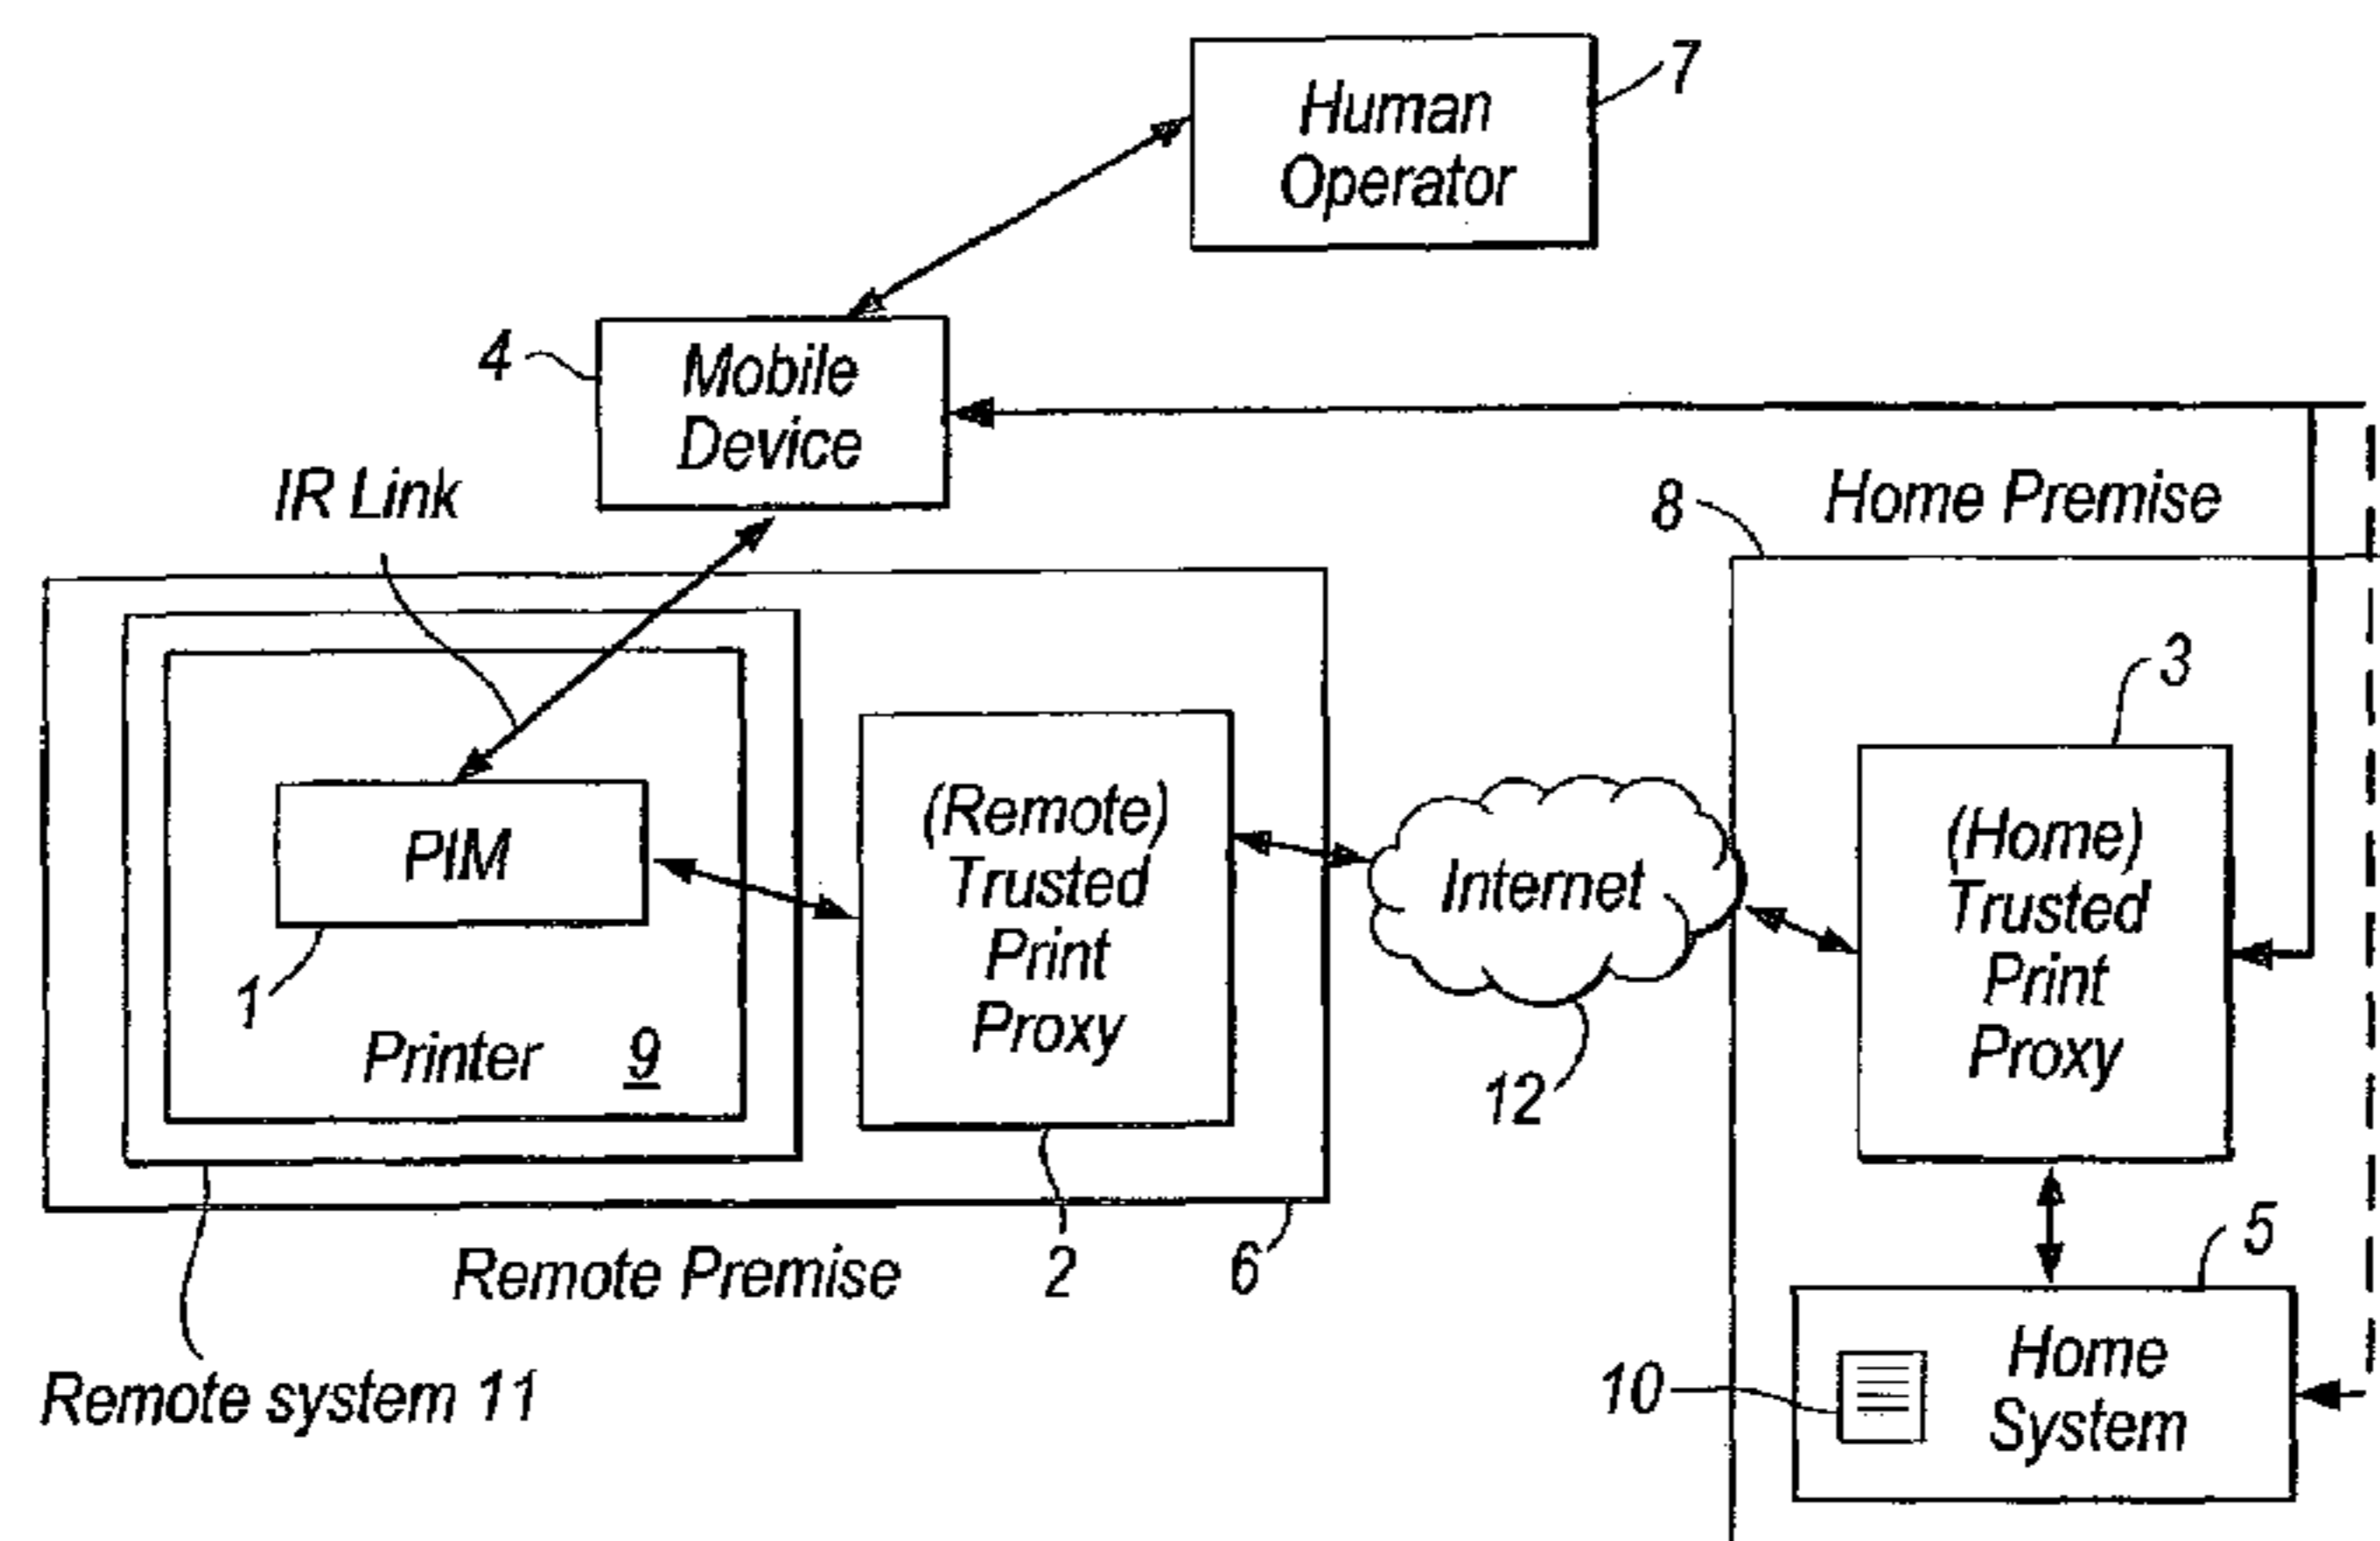 7
Human
Operator
4
Mobile
Device
IR Link
8
Home Premise
3
(Remote)
Trusted
Print
Proxy
(Home)
Trusted
Print
Proxy
PIM
Internet
1
Printer 9
12
Remote Premise
2
6
5
Home
System
10
Remote system 11